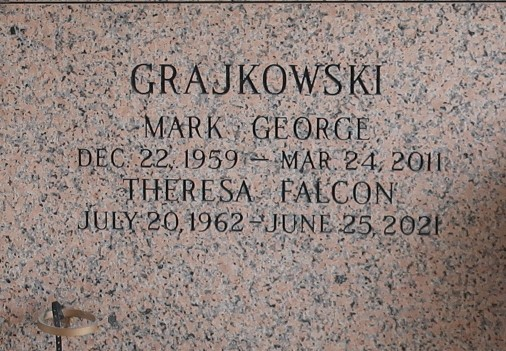 GRAJKOWSKI
MARK GEORGE
DEC. 22, 1959 – MAR. 24, 2011
THERESA FALCON
JULY 20, 1962 – JUNE 25, 2021